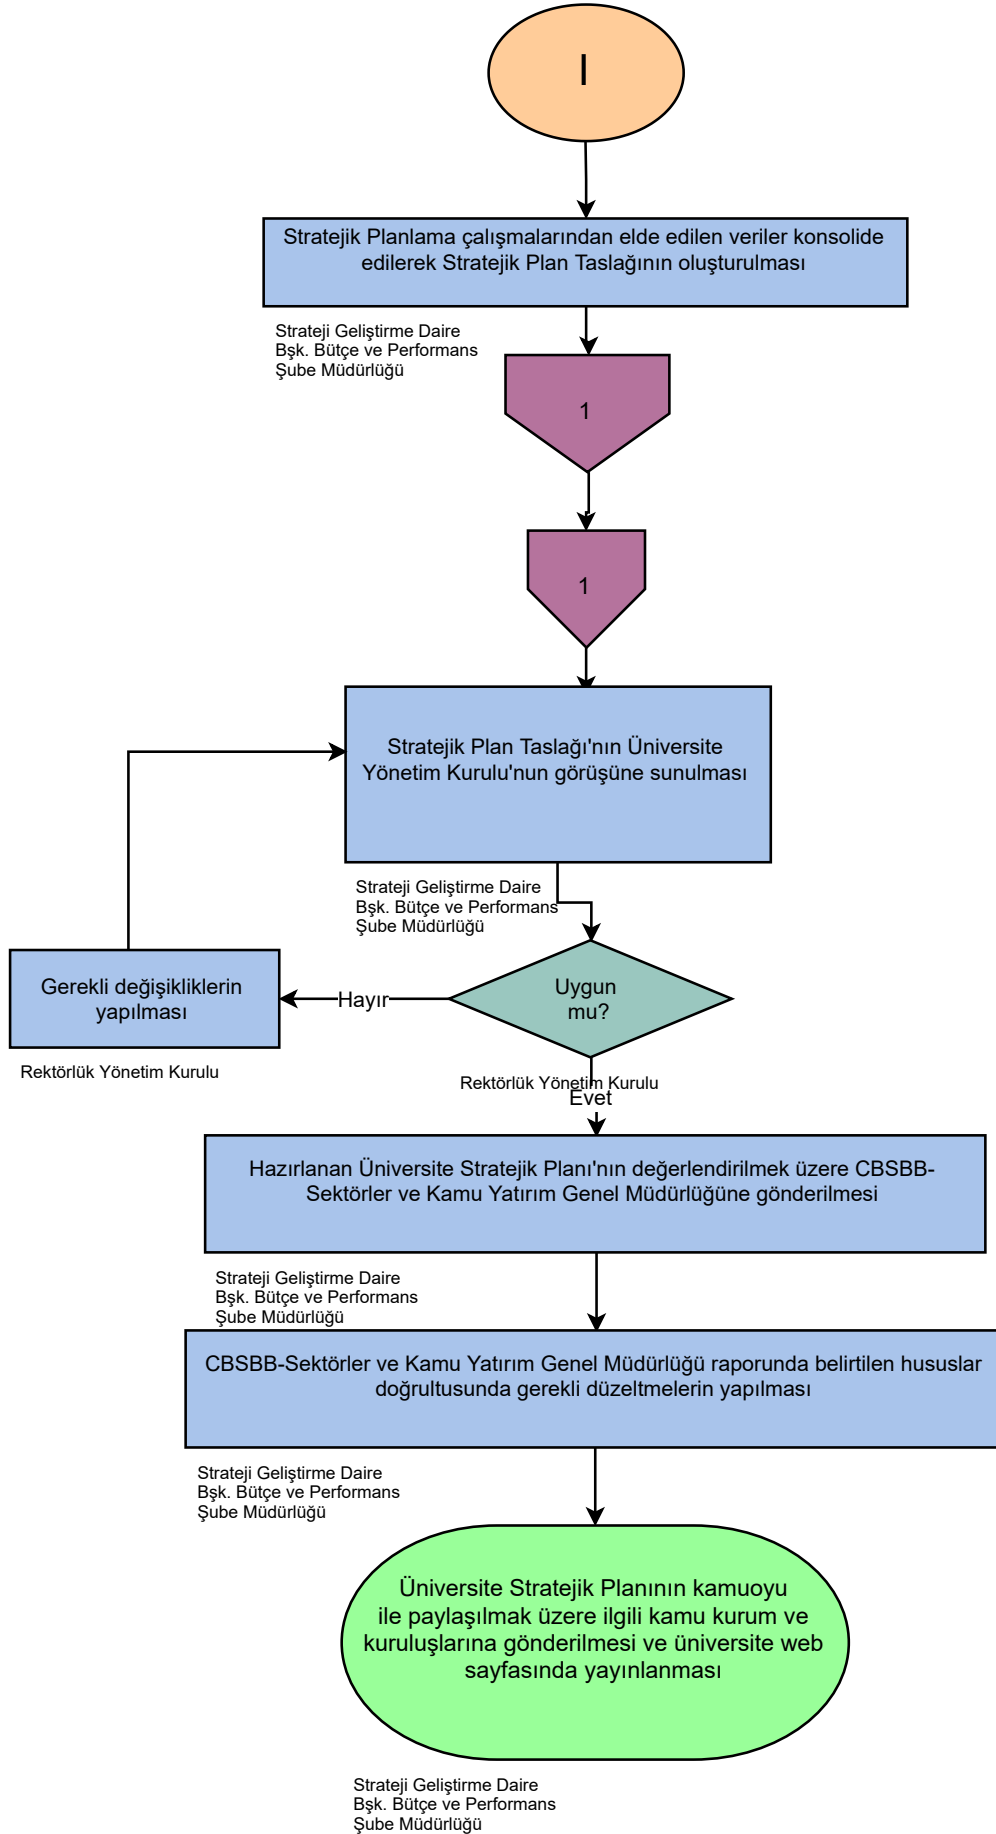 I
Stratejik Planlama çalışmalarından elde edilen veriler konsolide
edilerek Stratejik Plan Taslağının oluşturulması
Strateji Geliştirme Daire
Bşk. Bütçe ve Performans
Şube Müdürlüğü
1
1
Stratejik Plan Taslağı'nın Üniversite
Yönetim Kurulu'nun görüşüne sunulması
Strateji Geliştirme Daire
Bşk. Bütçe ve Performans
Şube Müdürlüğü
Uygun
mu?
Hayır
Gerekli değişikliklerin
yapılması
Rektörlük Yönetim Kurulu
Rektörlük Yönetim Kurulu
Evet
Hazırlanan Üniversite Stratejik Planı'nın değerlendirilmek üzere CBSBB-
Sektörler ve Kamu Yatırım Genel Müdürlüğüne gönderilmesi
Strateji Geliştirme Daire
Bşk. Bütçe ve Performans
Şube Müdürlüğü
CBSBB-Sektörler ve Kamu Yatırım Genel Müdürlüğü raporunda belirtilen hususlar
doğrultusunda gerekli düzeltmelerin yapılması
Strateji Geliştirme Daire
Bşk. Bütçe ve Performans
Şube Müdürlüğü
Üniversite Stratejik Planının kamuoyu
ile paylaşılmak üzere ilgili kamu kurum ve
kuruluşlarına gönderilmesi ve üniversite web
sayfasında yayınlanması
Strateji Geliştirme Daire
Bşk. Bütçe ve Performans
Şube Müdürlüğü